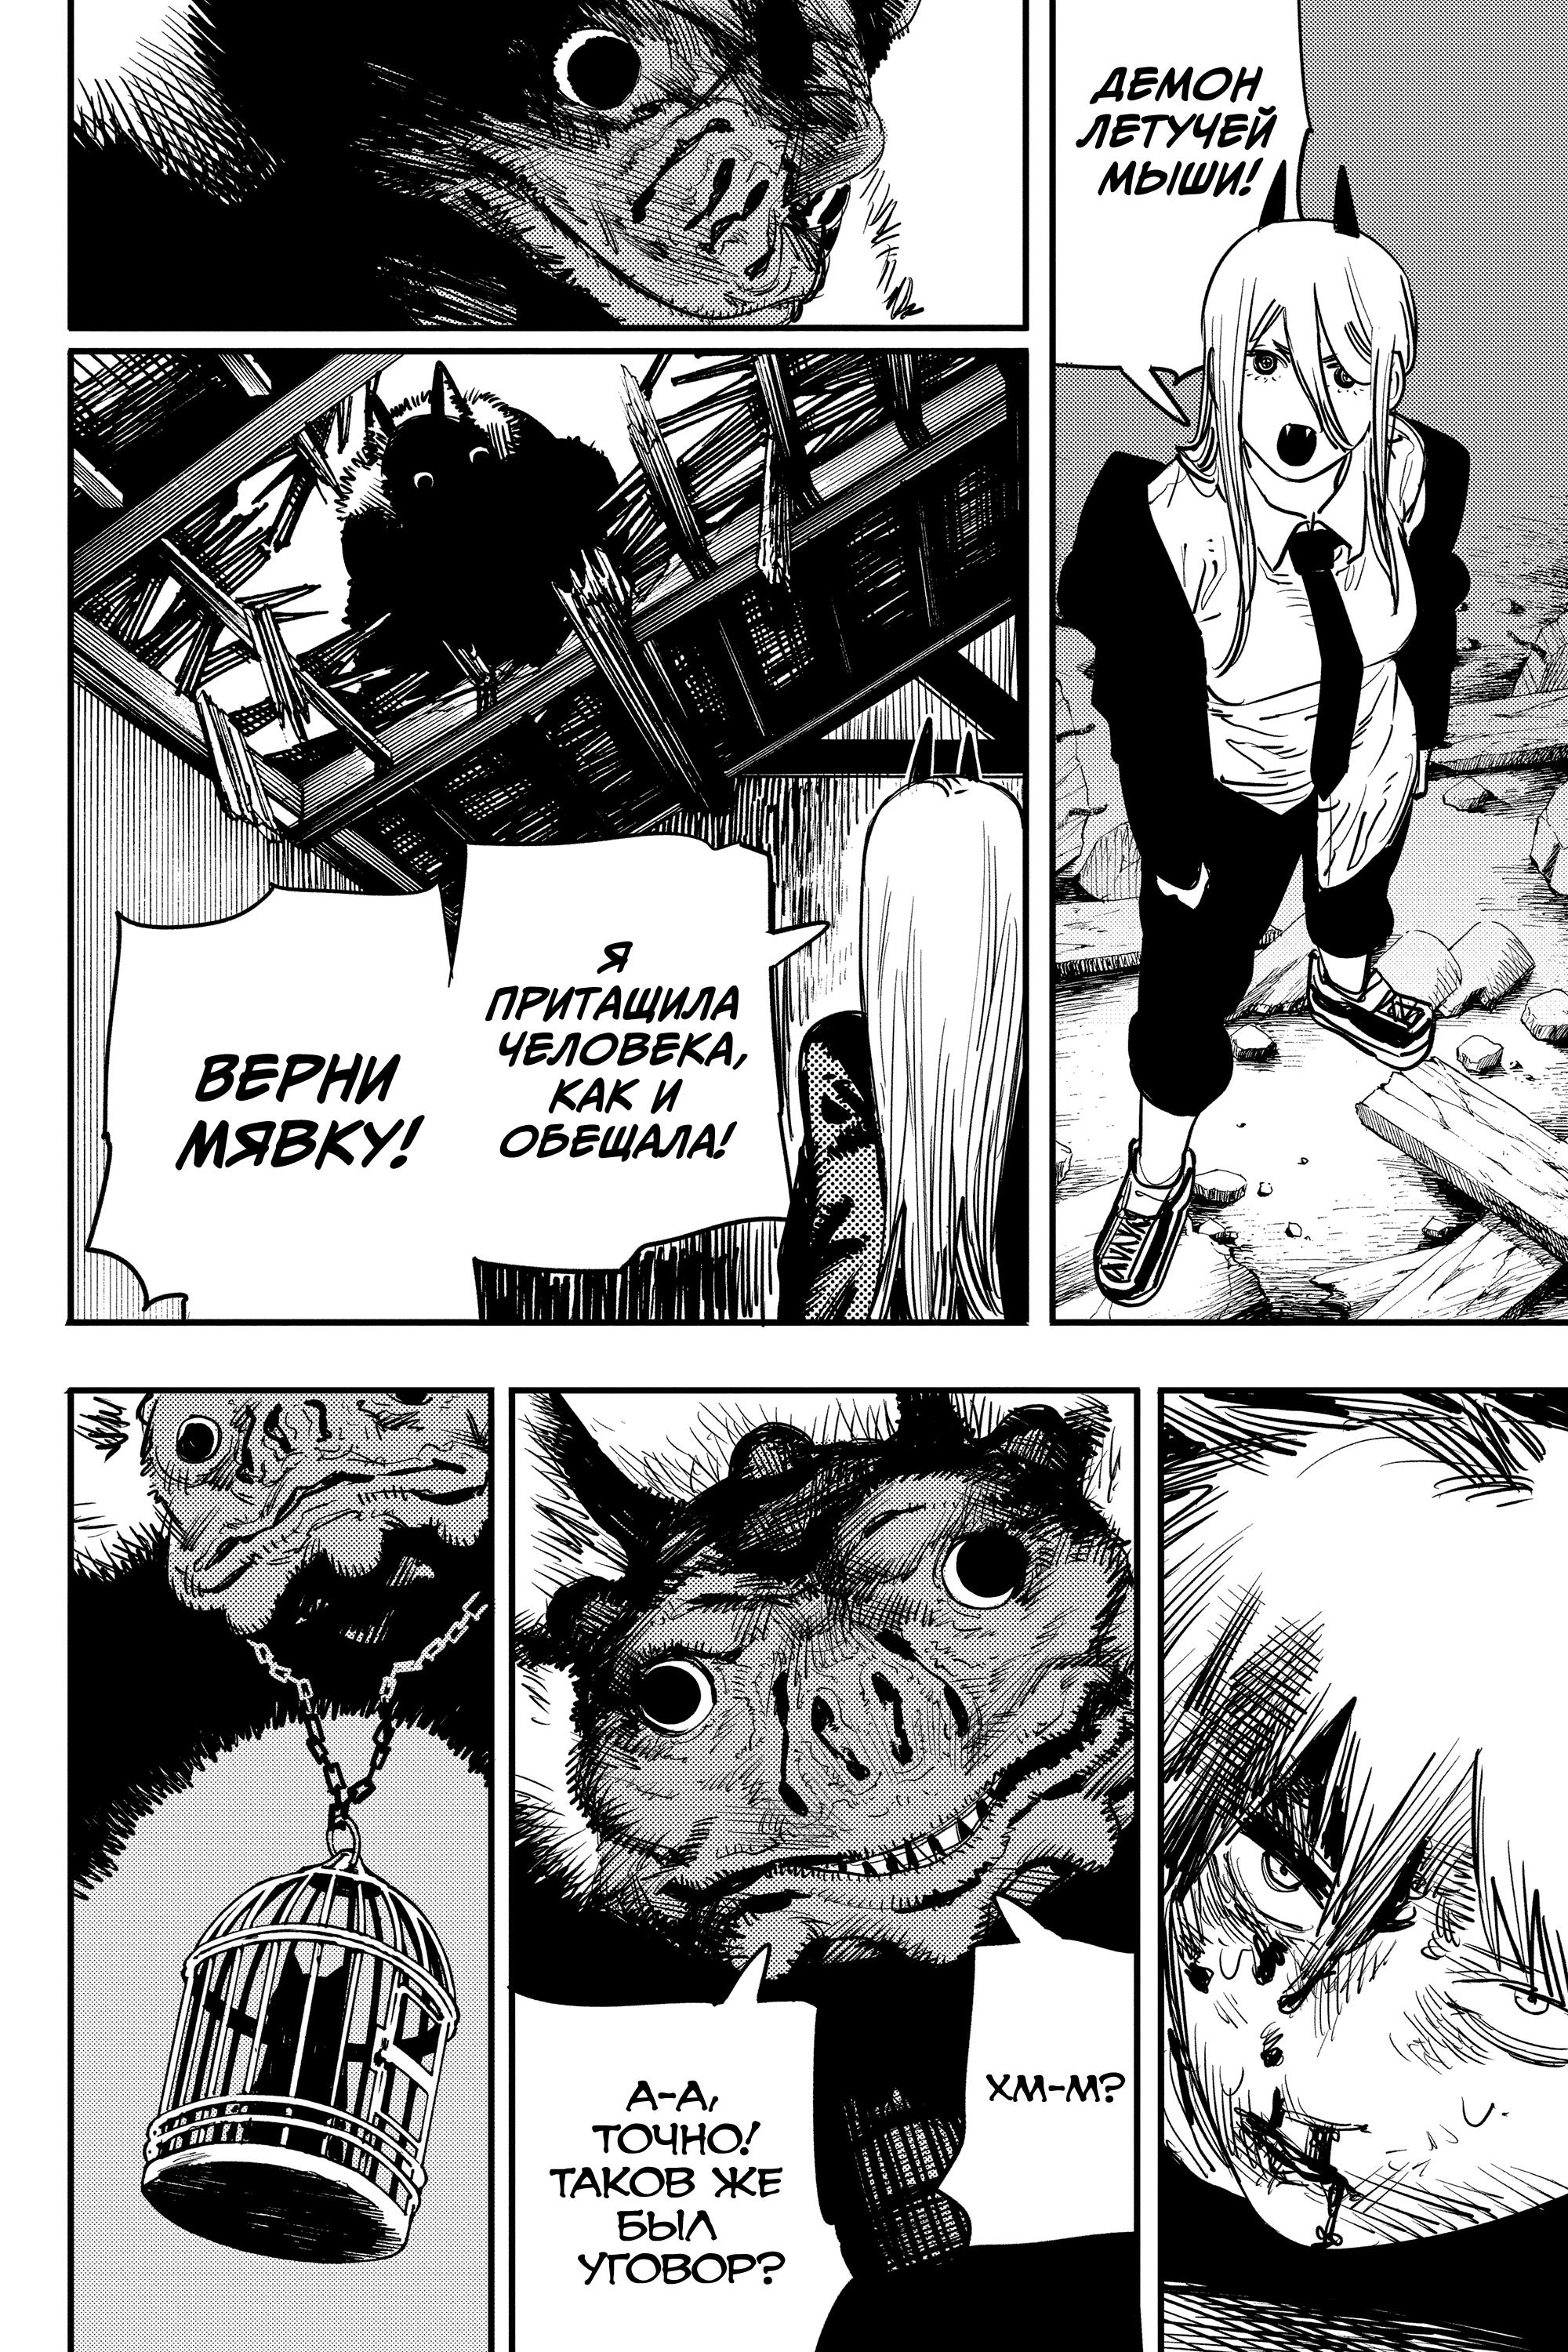 ДЕМОН
ЛЕТУЧЕЙ
МЫШИ!
Я
ПРИТАЩИЛА
ЧЕЛОВЕКА,
КАК И
ОБЕЩАЛА!
ВЕРНИ
МЯВКУ!
ХМ-М?
А-А,
ТОЧНО!
ТАКОВ ЖЕ
БЫЛ
УГОВОР?